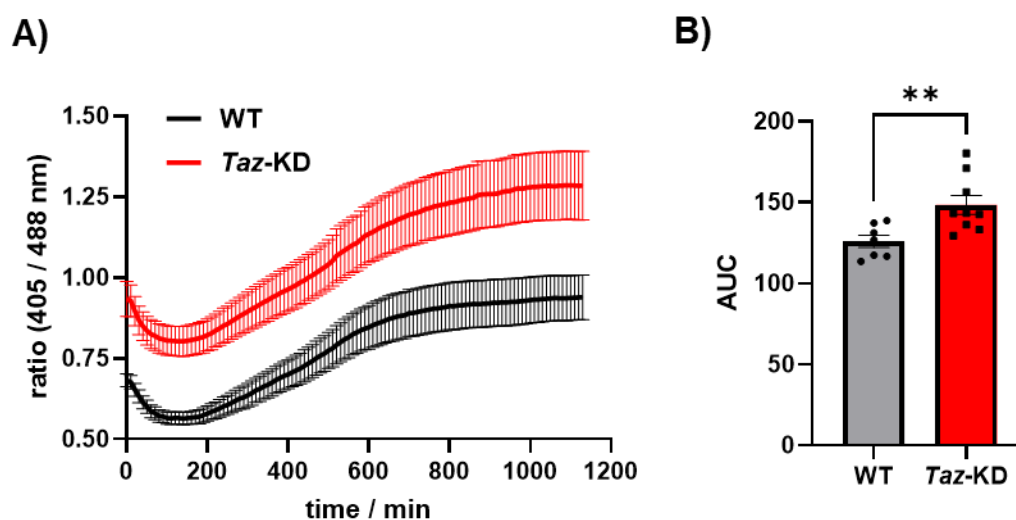 A)
WT
Taz-KD
1.50
1.25
1.00
0.75
0.50
ratio (405 / 488 nm)
0 200 400 600 800 1000 1200
time / min
B)
**
200
150
100
50
0
AUC
WT Taz-KD